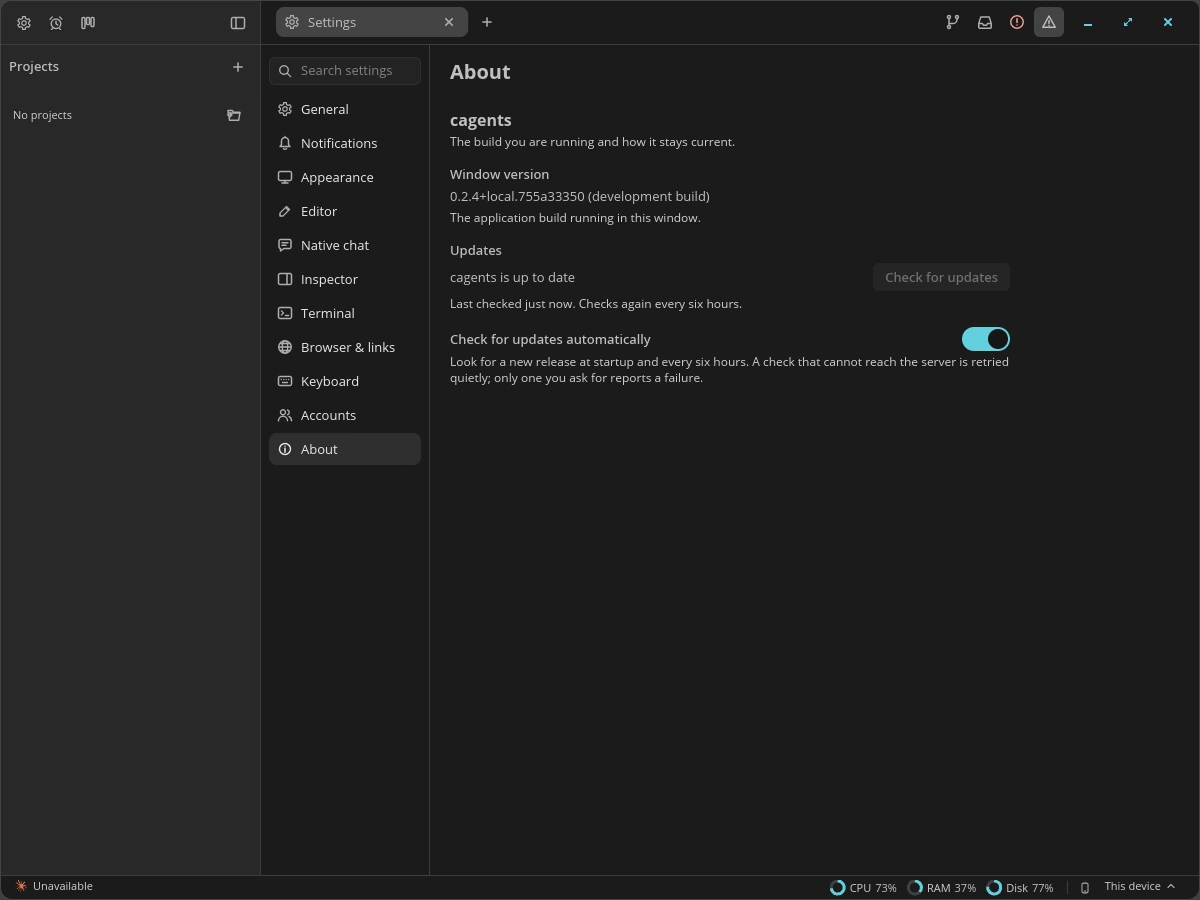 Settings
Projects
No projects
Search settings
General
Notifications
Appearance
Editor
Native chat
Inspector
Terminal
Browser & links
Keyboard
Accounts
About
About
cagents
The build you are running and how it stays current.
Window version
0.2.4+local.755a33350 (development build)
The application build running in this window.
Updates
cagents is up to date
Check for updates
Last checked just now. Checks again every six hours.
Check for updates automatically
Look for a new release at startup and every six hours. A check that cannot reach the server is retried
quietly; only one you ask for reports a failure.
Unavailable
CPU 73%
RAM 37%
Disk 77%
This device